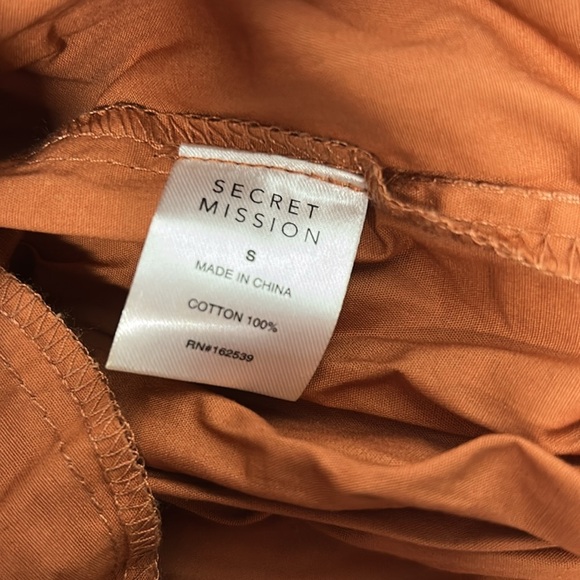 SECRET
MISSION
S
MADE IN CHINA
COTTON 100%
RN#162539